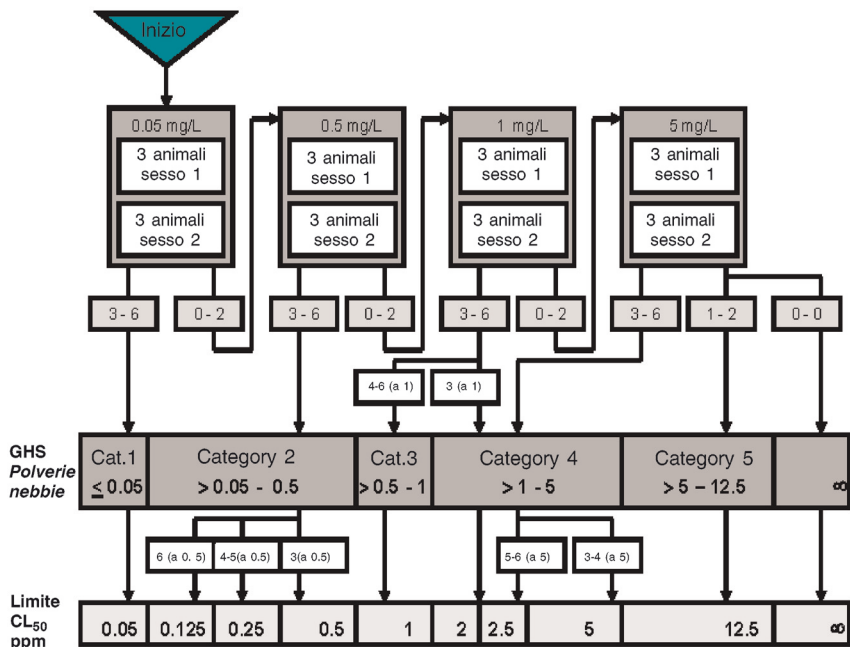 Inizio
0.05 mg/L
3 animali
sesso 1
3 animali
sesso 2
0.5 mg/L
3 animali
sesso 1
3 animali
sesso 2
1 mg/L
3 animali
sesso 1
3 animali
sesso 2
5 mg/L
3 animali
sesso 1
3 animali
sesso 2
3 - 6
0 - 2
3 - 6
0 - 2
3 - 6
0 - 2
3 - 6
1 - 2
0 - 0
4-6 (a 1)
3 (a 1)
GHS
Polverie
nebbie
Cat.1
≤ 0.05
Category 2
> 0.05 - 0.5
Cat.3
> 0.5 - 1
Category 4
> 1 - 5
Category 5
> 5 – 12.5
∞
6 (a 0. 5)
4-5(a 0.5)
3(a 0.5)
5-6 (a 5)
3-4 (a 5)
Limite
CL50
ppm
0.05
0.125
0.25
0.5
1
2
2.5
5
12.5
∞